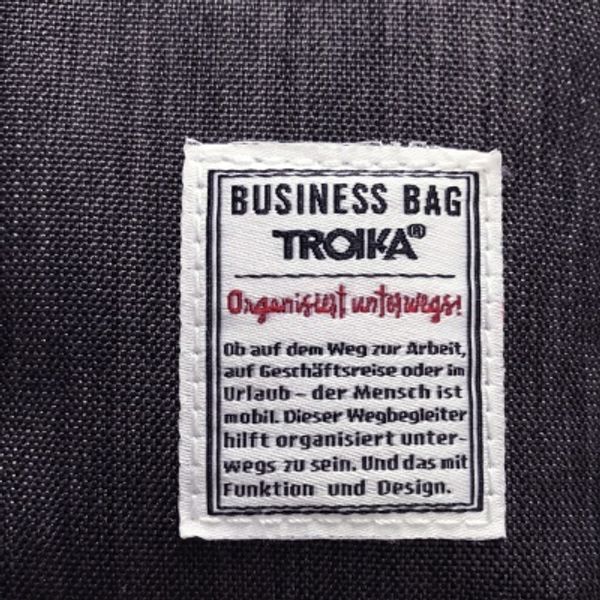 BUSINESS BAG
TROIKA®
Organisiert unterwegs!
Ob auf dem Weg zur Arbeit,
auf Geschäftsreise oder im
Urlaub – der Mensch ist
mobil. Dieser Wegbegleiter
hilft organisiert unter-
wegs zu sein. Und das mit
Funktion und Design.